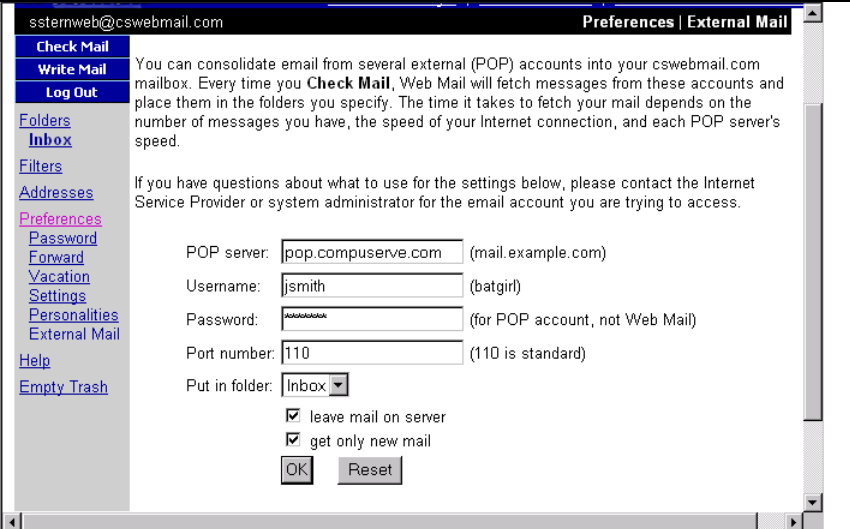 ssternweb@cswebmail.com
Preferences | External Mail
Check Mail
Write Mail
Log Out
Folders
Inbox
Filters
Addresses
Preferences
Password
Forward
Vacation
Settings
Personalities
External Mail
Help
Empty Trash
You can consolidate email from several external (POP) accounts into your cswebmail.com
mailbox. Every time you Check Mail, Web Mail will fetch messages from these accounts and
place them in the folders you specify. The time it takes to fetch your mail depends on the
number of messages you have, the speed of your Internet connection, and each POP server's
speed.
If you have questions about what to use for the settings below, please contact the Internet
Service Provider or system administrator for the email account you are trying to access.
POP server: pop.compuserve.com (mail.example.com)
Username: jsmith (batgirl)
Password: ******** (for POP account, not Web Mail)
Port number: 110 (110 is standard)
Put in folder: Inbox
leave mail on server
get only new mail
OK Reset